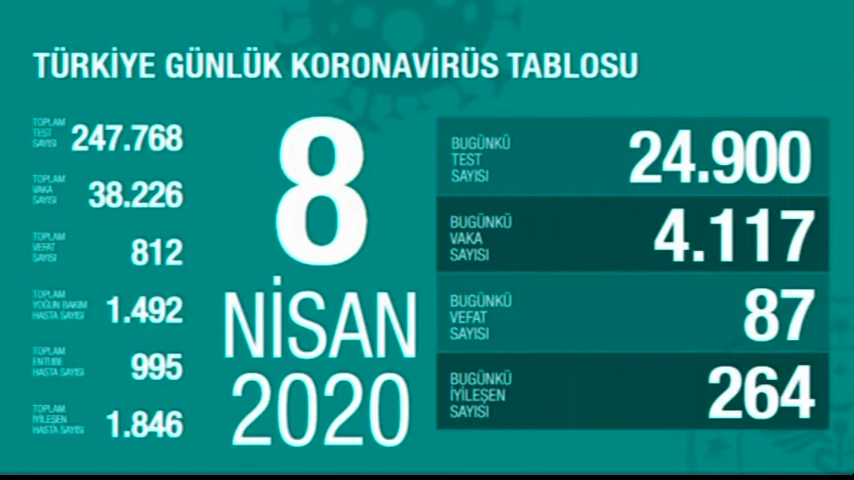 TÜRKİYE GÜNLÜK KORONAVİRÜS TABLOSU
TOPLAM
TEST
SAYISI
247.768
TOPLAM
VAKA
SAYISI
38.226
TOPLAM
VEFAT
SAYISI
812
TOPLAM
YOĞUN BAKIM
HASTA SAYISI
1.492
TOPLAM
ENTUBE
HASTA SAYISI
995
TOPLAM
İYİLEŞEN
HASTA SAYISI
1.846
8
NİSAN
2020
BUGÜNKÜ
TEST
SAYISI
24.900
BUGÜNKÜ
VAKA
SAYISI
4.117
BUGÜNKÜ
VEFAT
SAYISI
87
BUGÜNKÜ
İYİLEŞEN
SAYISI
264